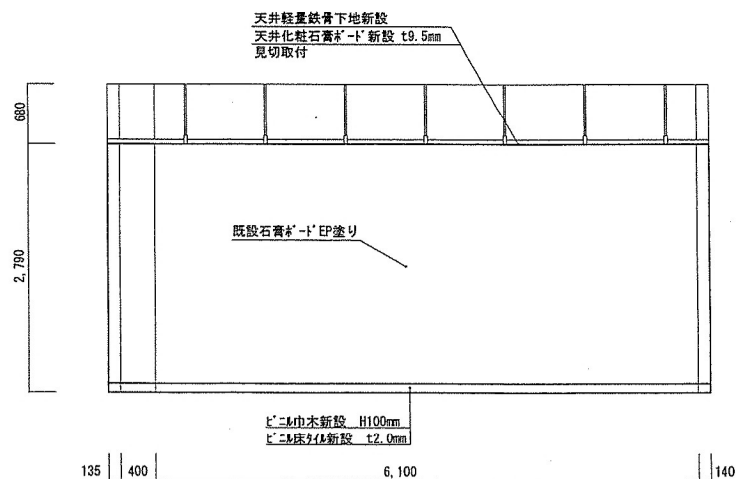 天井軽量鉄骨下地新設
天井化粧石膏ﾎﾞｰﾄﾞ新設 t9.5mm
見切取付
680
既設石膏ﾎﾞｰﾄﾞEP塗り
2,790
ﾋﾞﾆﾙ巾木新設 H100mm
ﾋﾞﾆﾙ床ﾀｲﾙ新設 t2.0mm
135 400 6,100 140